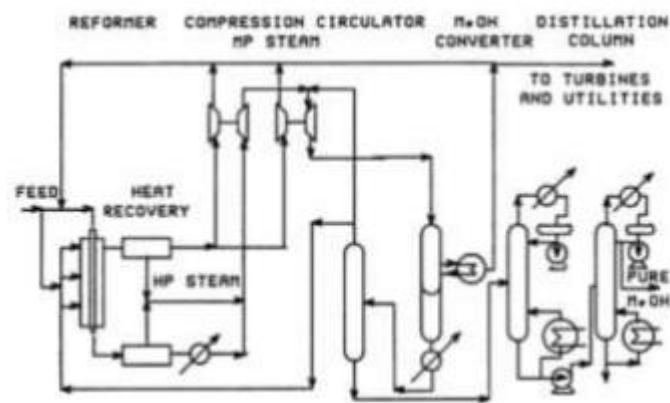 REFORMER COMPRESSION CIRCULATOR MeOH DISTILLATION
MP STEAM CONVERTER COLUMN
TO TURBINES
AND UTILITIES
FEED HEAT
RECOVERY
HP STEAM
PURE
MeOH